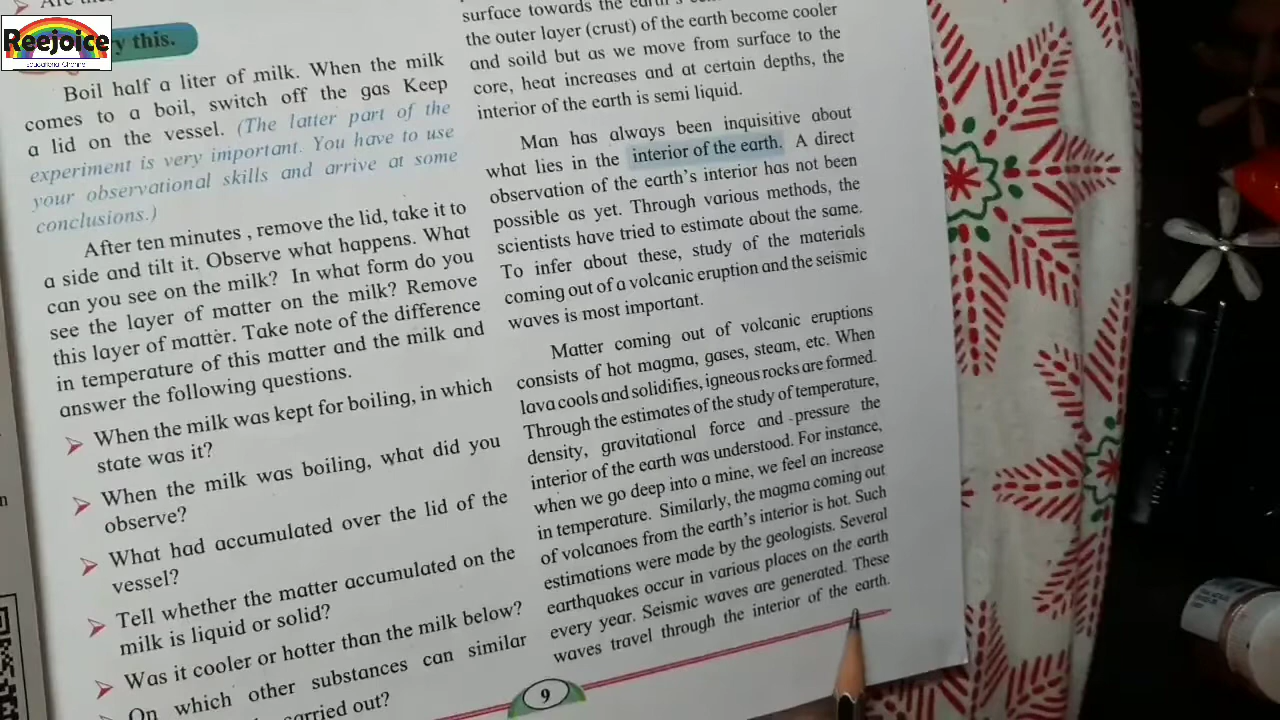 Reejoice
Educational Channel
y this.
Boil half a liter of milk. When the milk
comes to a boil, switch off the gas Keep
a lid on the vessel. (The latter part of the
experiment is very important. You have to use
your observational skills and arrive at some
conclusions.)
After ten minutes , remove the lid, take it to
a side and tilt it. Observe what happens. What
can you see on the milk? In what form do you
see the layer of matter on the milk? Remove
this layer of matter. Take note of the difference
in temperature of this matter and the milk and
answer the following questions.
➢ When the milk was kept for boiling, in which
state was it?
➢ When the milk was boiling, what did you
observe?
➢ What had accumulated over the lid of the
vessel?
➢ Tell whether the matter accumulated on the
milk is liquid or solid?
➢ Was it cooler or hotter than the milk below?
➢ On which other substances can similar
carried out?
surface towards the earth's
the outer layer (crust) of the earth become cooler
and soild but as we move from surface to the
core, heat increases and at certain depths, the
interior of the earth is semi liquid.
Man has always been inquisitive about
what lies in the interior of the earth. A direct
observation of the earth's interior has not been
possible as yet. Through various methods, the
scientists have tried to estimate about the same.
To infer about these, study of the materials
coming out of a volcanic eruption and the seismic
waves is most important.
Matter coming out of volcanic eruptions
consists of hot magma, gases, steam, etc. When
lava cools and solidifies, igneous rocks are formed.
Through the estimates of the study of temperature,
density, gravitational force and pressure the
interior of the earth was understood. For instance,
when we go deep into a mine, we feel an increase
in temperature. Similarly, the magma coming out
of volcanoes from the earth's interior is hot. Such
estimations were made by the geologists. Several
earthquakes occur in various places on the earth
every year. Seismic waves are generated. These
waves travel through the interior of the earth.
9